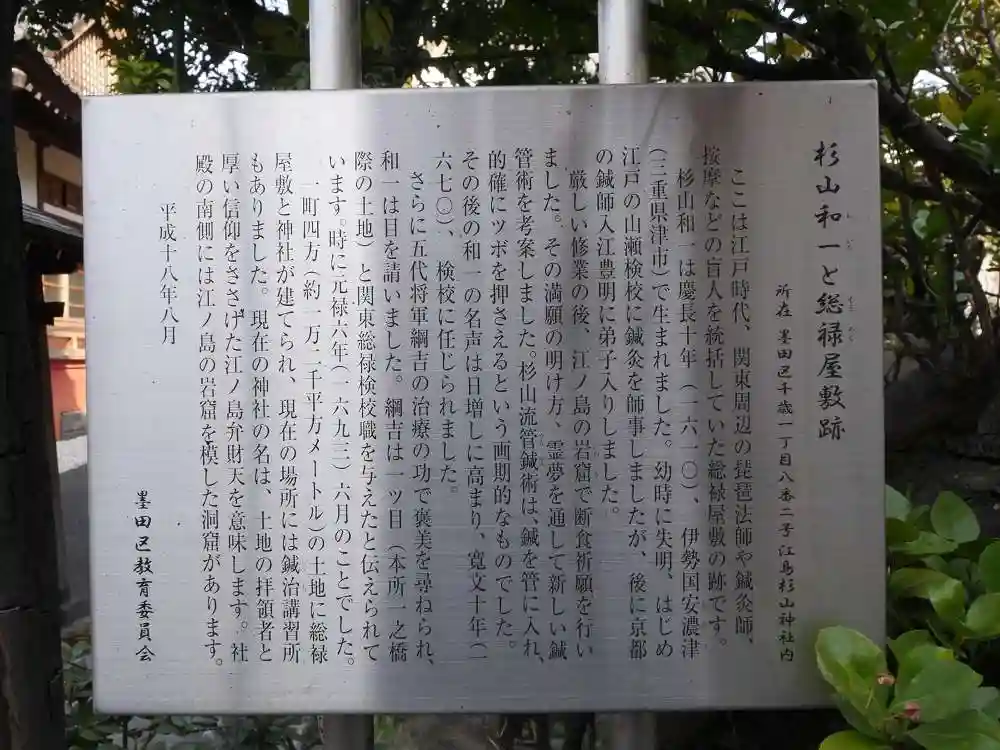 杉山和一と総禄屋敷跡
所在 墨田区千歳一丁目八番二号 江島杉山神社内
ここは江戸時代、関東周辺の琵琶法師や鍼灸師、
按摩などの盲人を統括していた総禄屋敷の跡です。
杉山和一は慶長十年(一六一〇)、伊勢国安濃津
(三重県津市)で生まれました。幼時に失明、はじめ
江戸の山瀬検校に鍼灸を師事しましたが、後に京都
の鍼師入江豊明に弟子入りしました。
厳しい修業の後、江ノ島の岩窟で断食祈願を行い
ました。その満願の明け方、霊夢を通して新しい鍼
管術を考案しました。杉山流管鍼術は、鍼を管に入れ、
的確にツボを押さえるという画期的なものでした。
その後の和一の名声は日増しに高まり、寛文十年(一
六七〇)、検校に任じられました。
さらに五代将軍綱吉の治療の功で褒美を尋ねられ、
和一は目を請いました。綱吉は一ツ目(本所一之橋
際の土地)と関東総禄検校職を与えたと伝えられて
います。時に元禄六年(一六九三)六月のことでした。
一町四方(約一万二千平方メートル)の土地に総禄
屋敷と神社が建てられ、現在の場所には鍼治講習所
もありました。現在の神社の名は、土地の拝領者と
厚い信仰をささげた江ノ島弁財天を意味します。社
殿の南側には江ノ島の岩窟を模した洞窟があります。
平成十八年八月
墨田区教育委員会